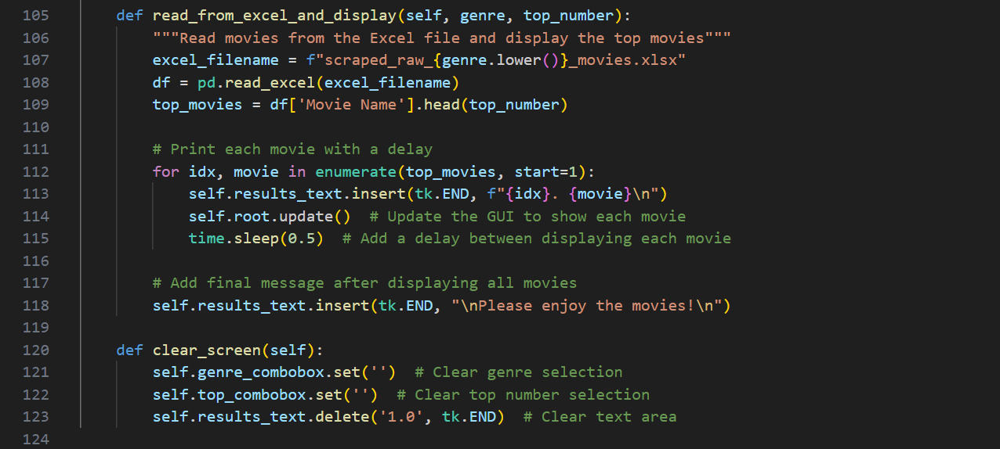 105 def read_from_excel_and_display(self, genre, top_number):
106 """Read movies from the Excel file and display the top movies"""
107 excel_filename = f"scraped_raw_{genre.lower()}_movies.xlsx"
108 df = pd.read_excel(excel_filename)
109 top_movies = df['Movie Name'].head(top_number)
110
111 # Print each movie with a delay
112 for idx, movie in enumerate(top_movies, start=1):
113 self.results_text.insert(tk.END, f"{idx}. {movie}\n")
114 self.root.update()  # Update the GUI to show each movie
115 time.sleep(0.5)  # Add a delay between displaying each movie
116
117 # Add final message after displaying all movies
118 self.results_text.insert(tk.END, "\nPlease enjoy the movies!\n")
119
120 def clear_screen(self):
121 self.genre_combobox.set('')  # Clear genre selection
122 self.top_combobox.set('')  # Clear top number selection
123 self.results_text.delete('1.0', tk.END)  # Clear text area
124